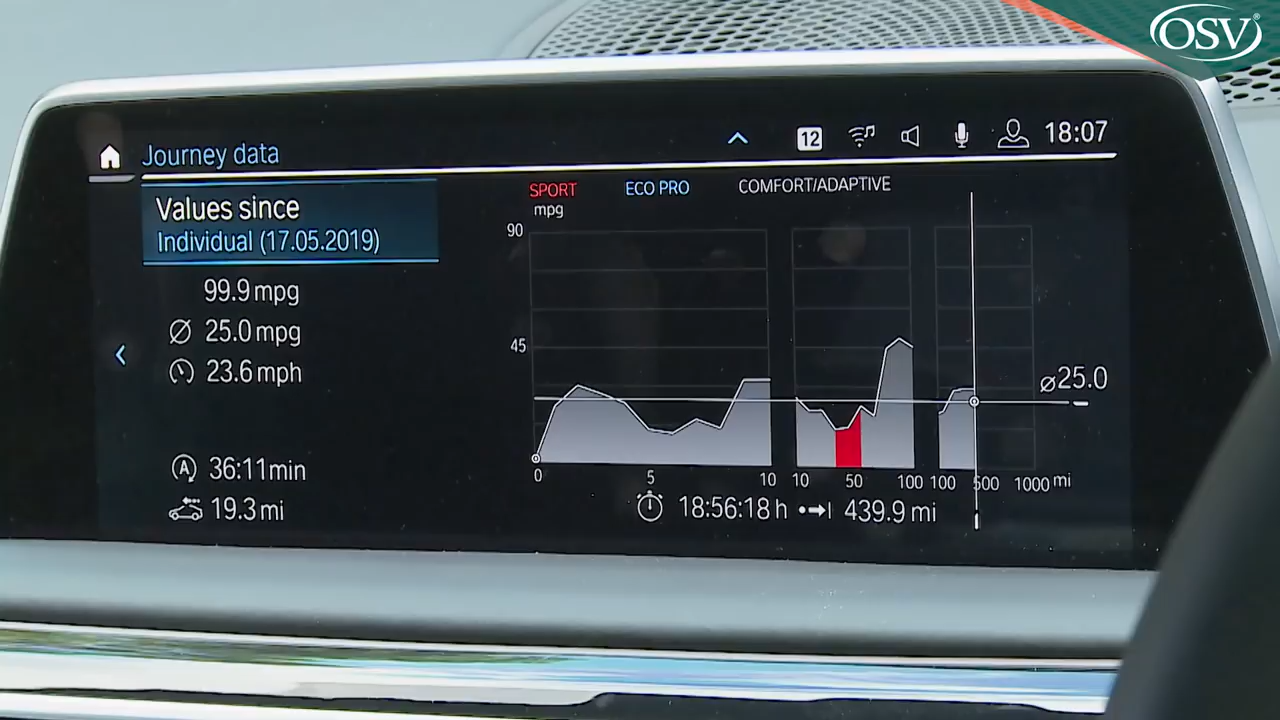 OSV®
12
18:07
Journey data
Values since
Individual (17.05.2019)
99.9 mpg
Ø 25.0 mpg
23.6 mph
A 36:11 min
19.3 mi
SPORT ECO PRO COMFORT/ADAPTIVE
mpg
90
45
ø25.0
0 5 10 10 50 100 100 500 1000 mi
18:56:18 h 439.9 mi